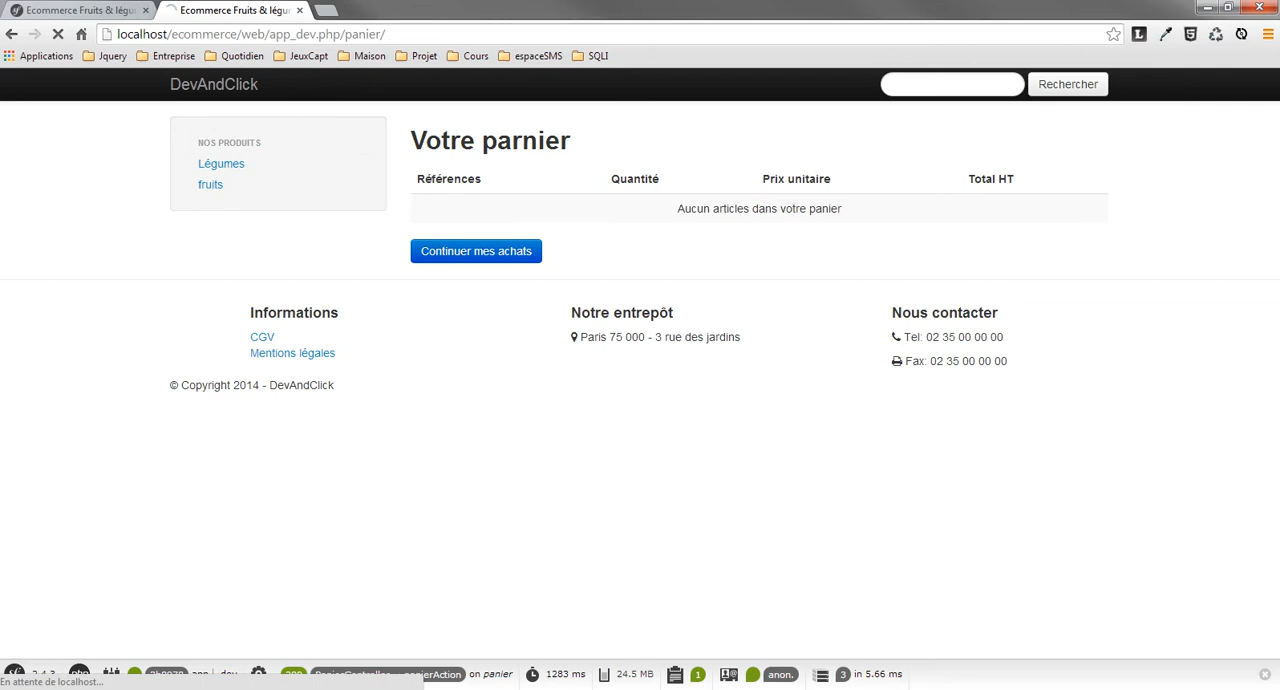 Ecommerce Fruits & légu
Ecommerce Fruits & légu
localhost/ecommerce/web/app_dev.php/panier/
Applications Jquery Entreprise Quotidien JeuxCapt Maison Projet Cours espaceSMS SQLI
DevAndClick
Rechercher
NOS PRODUITS
Légumes
fruits
Votre parnier
Références Quantité Prix unitaire Total HT
Aucun articles dans votre panier
Continuer mes achats
Informations
CGV
Mentions légales
Notre entrepôt
Paris 75 000 - 3 rue des jardins
Nous contacter
Tel: 02 35 00 00 00
Fax: 02 35 00 00 00
© Copyright 2014 - DevAndClick
on panier 1283 ms 24.5 MB 1 anon. 3 in 5.66 ms
En attente de localhost...